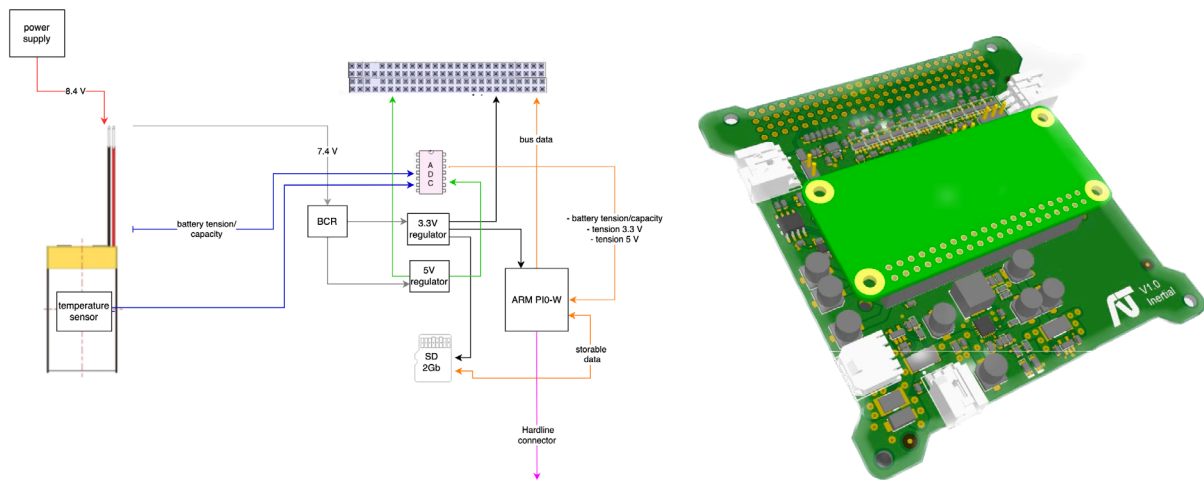 power
supply
8.4 V
7.4 V
bus data
A
D
C
battery tension/
capacity
- battery tension/capacity
- tension 3.3 V
- tension 5 V
BCR
3.3V
regulator
5V
regulator
ARM PI0-W
temperature
sensor
SD
2Gb
storable
data
Hardline
connector
V1.0
Inertial